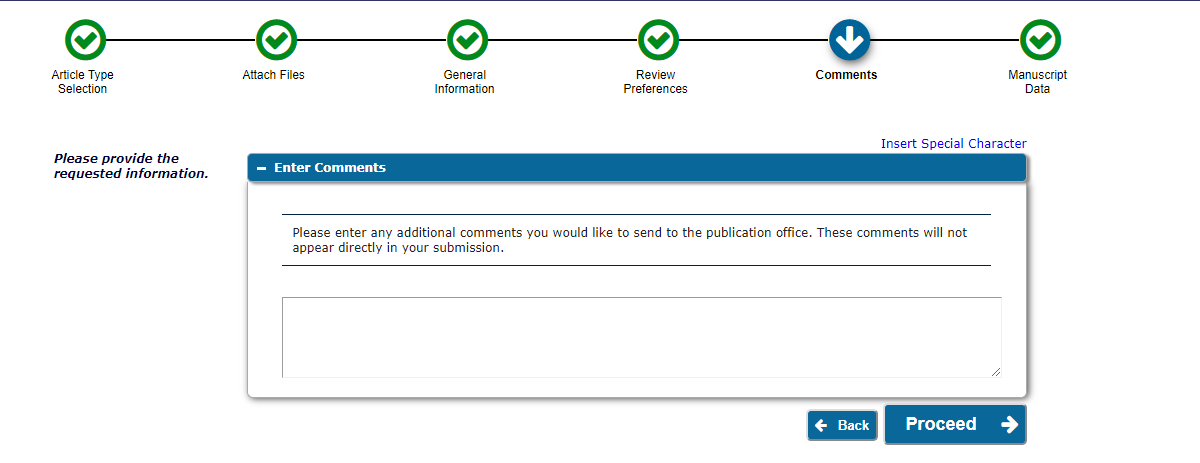 Article Type
Selection
Attach Files
General
Information
Review
Preferences
Comments
Manuscript
Data
Please provide the
requested information.
Insert Special Character
Enter Comments
Please enter any additional comments you would like to send to the publication office. These comments will not
appear directly in your submission.
Back
Proceed